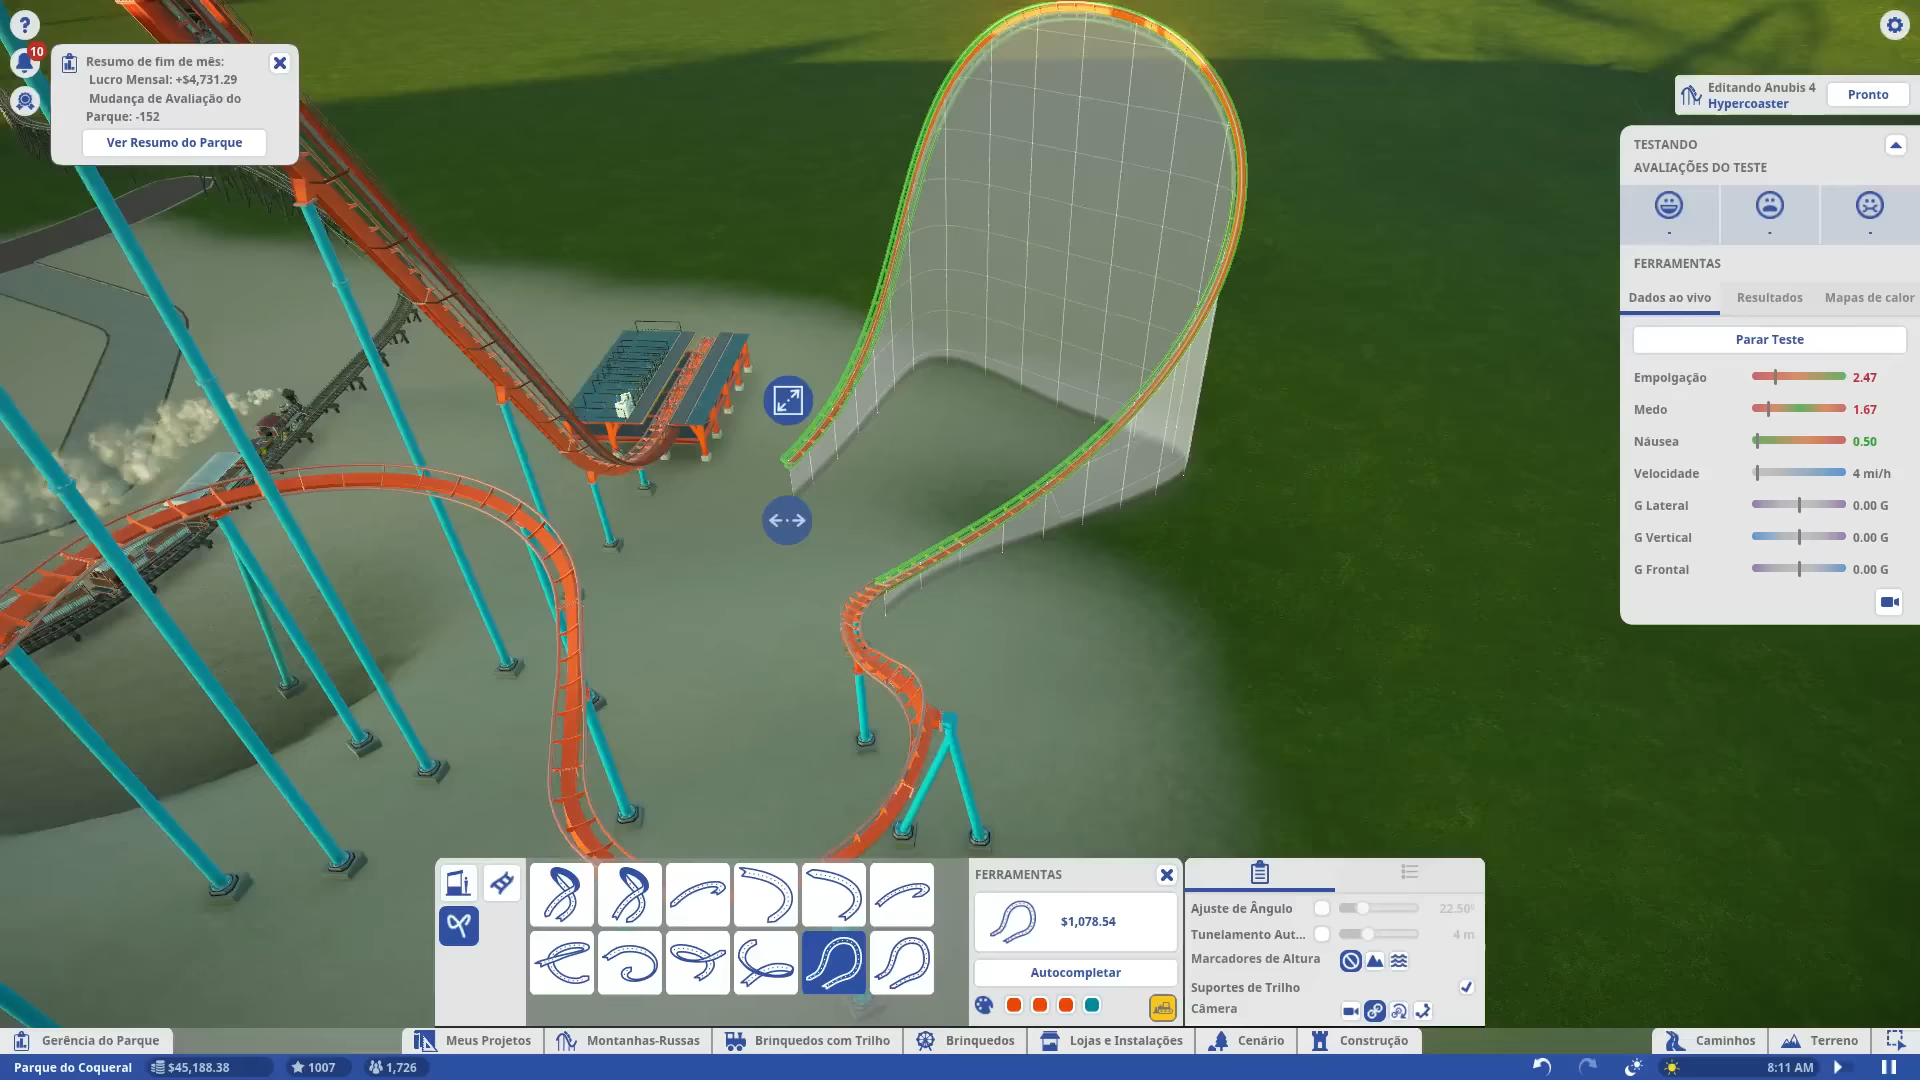 ?
10
Resumo de fim de mês:
Lucro Mensal: +$4,731.29
Mudança de Avaliação do
Parque: -152
Ver Resumo do Parque
Editando Anubis 4
Hypercoaster
Pronto
TESTANDO
AVALIAÇÕES DO TESTE
- - -
FERRAMENTAS
Dados ao vivo Resultados Mapas de calor
Parar Teste
Empolgação 2.47
Medo 1.67
Náusea 0.50
Velocidade 4 mi/h
G Lateral 0.00 G
G Vertical 0.00 G
G Frontal 0.00 G
FERRAMENTAS
$1,078.54
Autocompletar
Ajuste de Ângulo 22.50º
Tunelamento Aut... 4 m
Marcadores de Altura
Suportes de Trilho
Câmera
Gerência do Parque
Meus Projetos
Montanhas-Russas
Brinquedos com Trilho
Brinquedos
Lojas e Instalações
Cenário
Construção
Caminhos
Terreno
Parque do Coqueral $45,188.38 1007 1,726
8:11 AM